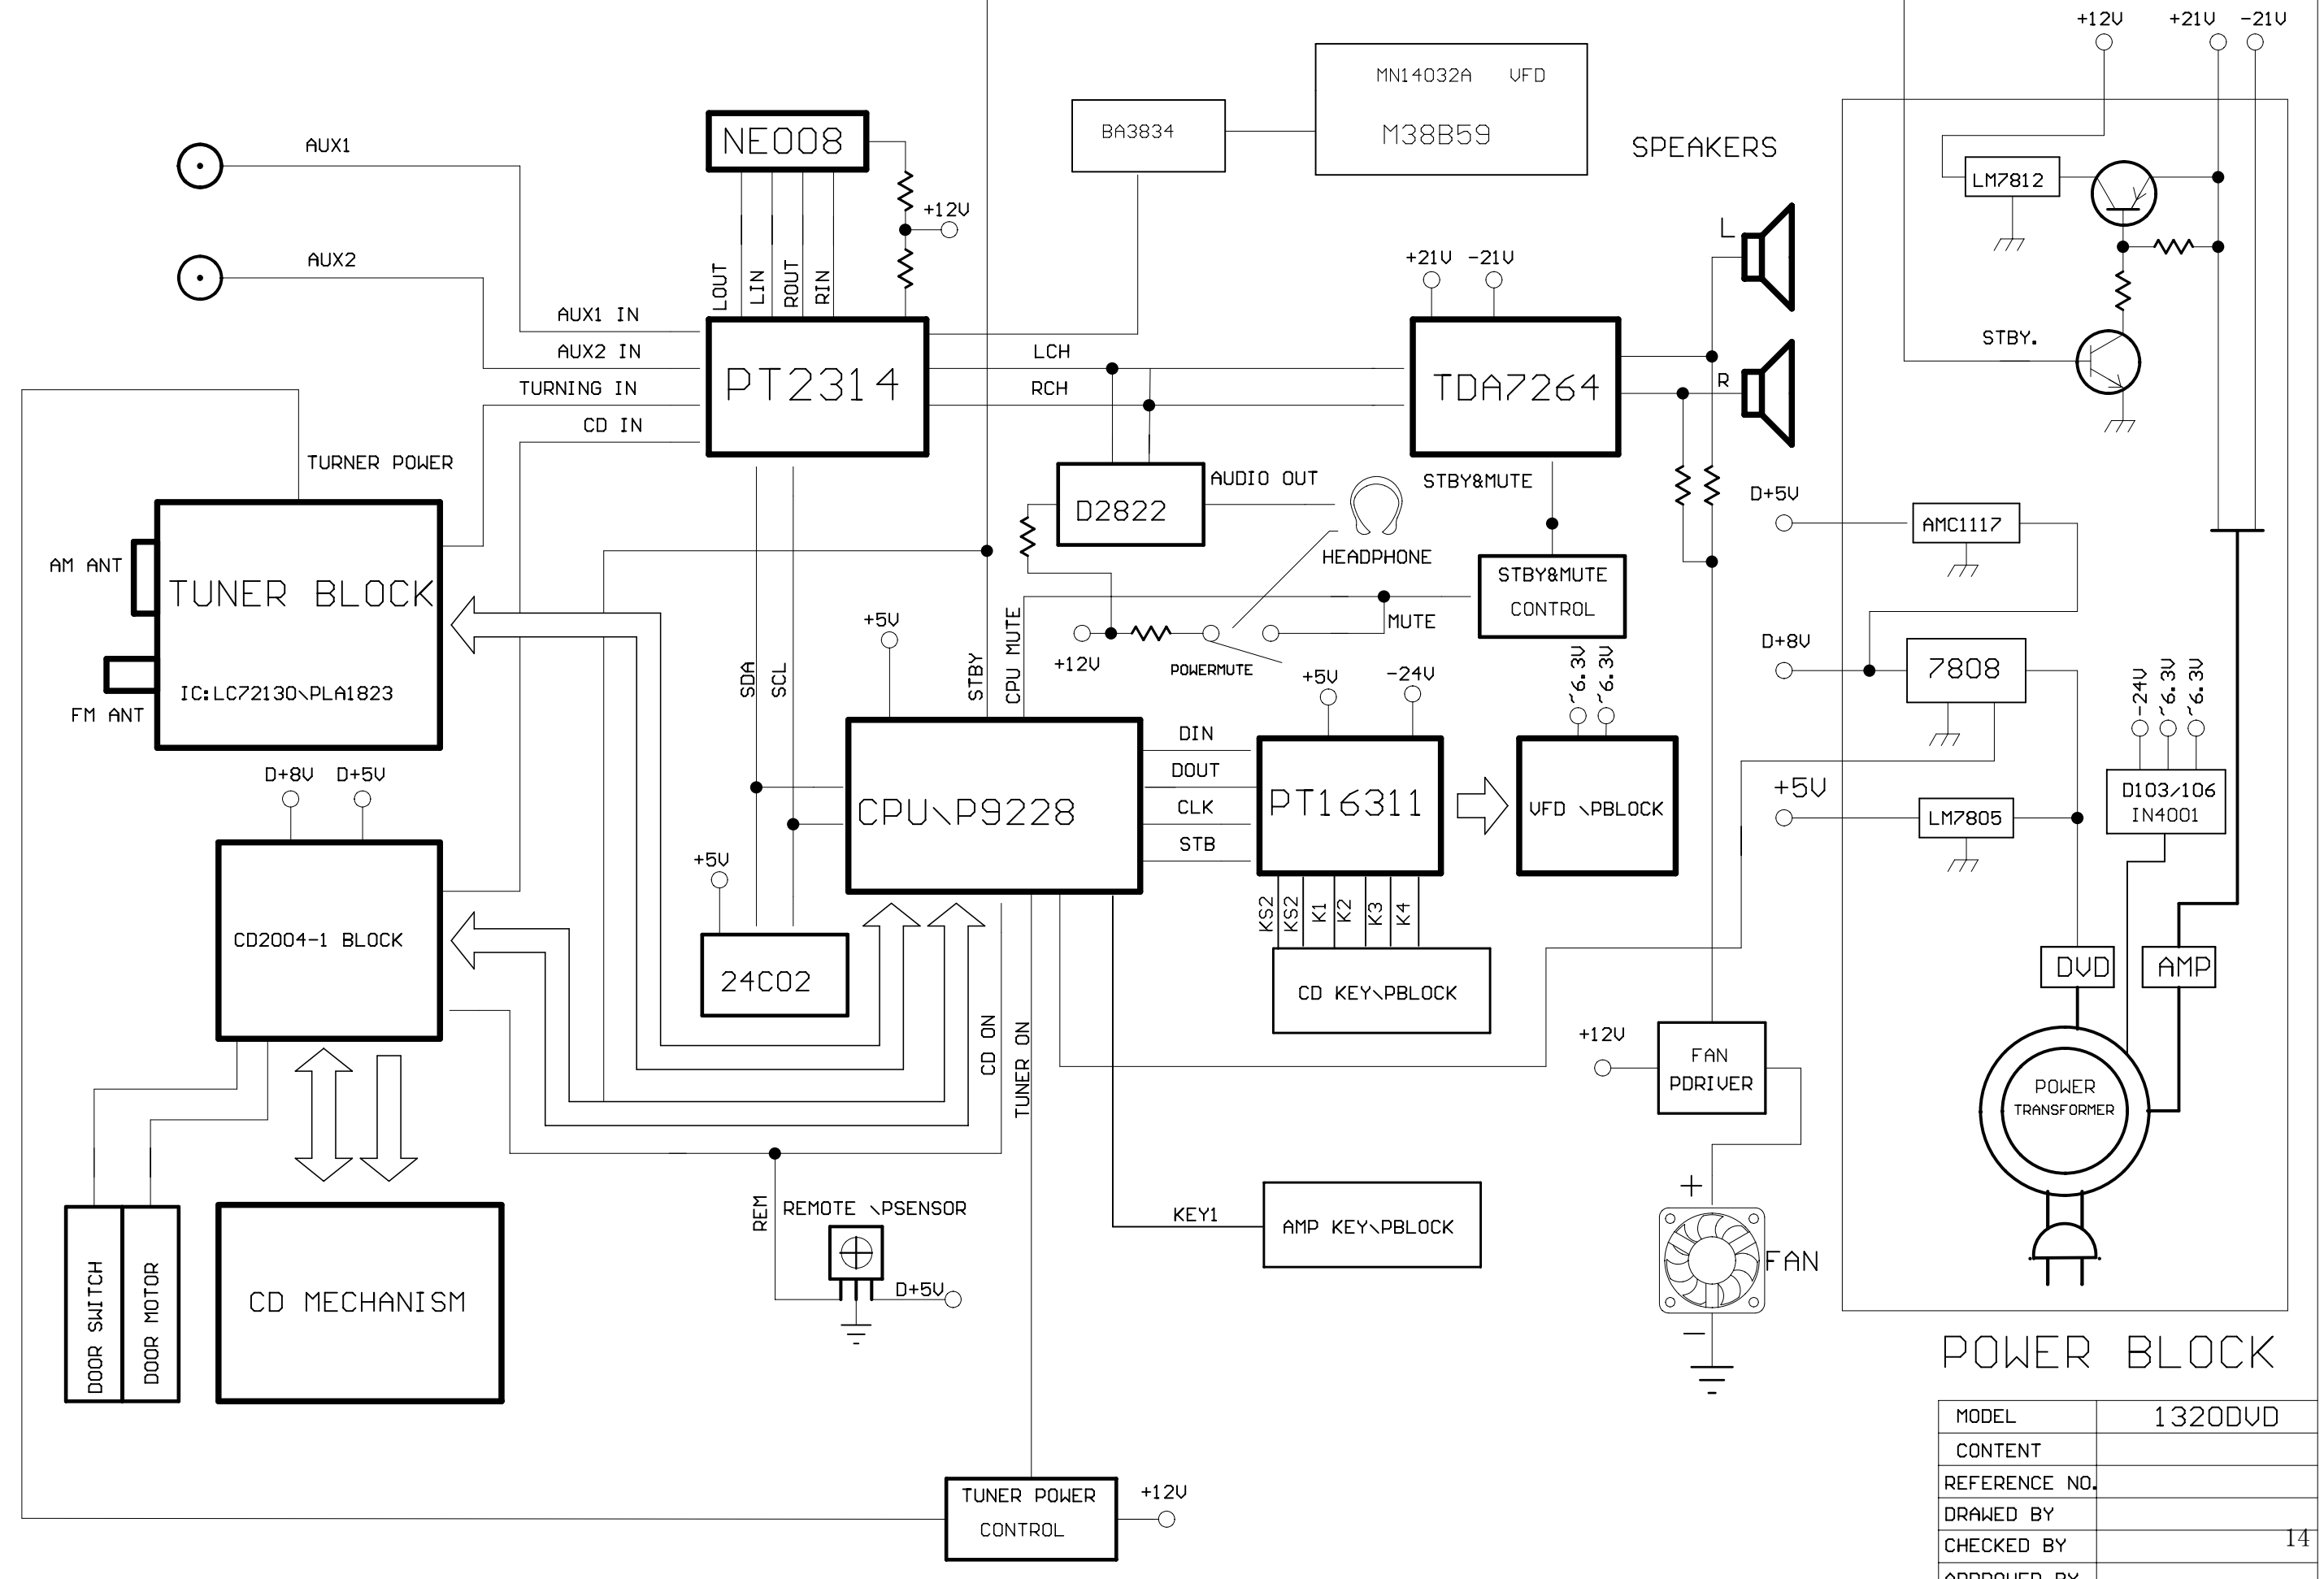 +12V
+21V
-21V
MN14032A VFD
M38B59
BA3834
SPEAKERS
NE008
AUX1
AUX2
+12V
LM7812
L
LOUT
LIN
ROUT
RIN
+21V
-21V
AUX1 IN
AUX2 IN
TURNING IN
CD IN
PT2314
LCH
RCH
TDA7264
R
STBY.
TURNER POWER
D2822
AUDIO OUT
HEADPHONE
STBY&MUTE
D+5V
AMC1117
AM ANT
TUNER BLOCK
IC:LC72130\PLA1823
FM ANT
STBY&MUTE
CONTROL
MUTE
+5V
SDA
SCL
STBY
CPU MUTE
+12V
POWERMUTE
+5V
-24V
~6.3V
~6.3V
D+8V
7808
-24V
~6.3V
~6.3V
D+8V
D+5V
CPU\P9228
DIN
DOUT
CLK
STB
PT16311
VFD \PBLOCK
+5V
LM7805
D103/106
IN4001
+5V
24C02
CD2004-1 BLOCK
KS2
KS2
K1
K2
K3
K4
CD KEY\PBLOCK
DVD
AMP
CD ON
TUNER ON
+12V
FAN
PDRIVER
POWER
TRANSFORMER
REM
REMOTE \PSENSOR
D+5V
KEY1
AMP KEY\PBLOCK
+
FAN
-
DOOR SWITCH
DOOR MOTOR
CD MECHANISM
POWER BLOCK
MODEL 1320DVD
CONTENT
REFERENCE NO.
DRAWED BY
CHECKED BY
14
APPROVED BY
TUNER POWER
CONTROL
+12V